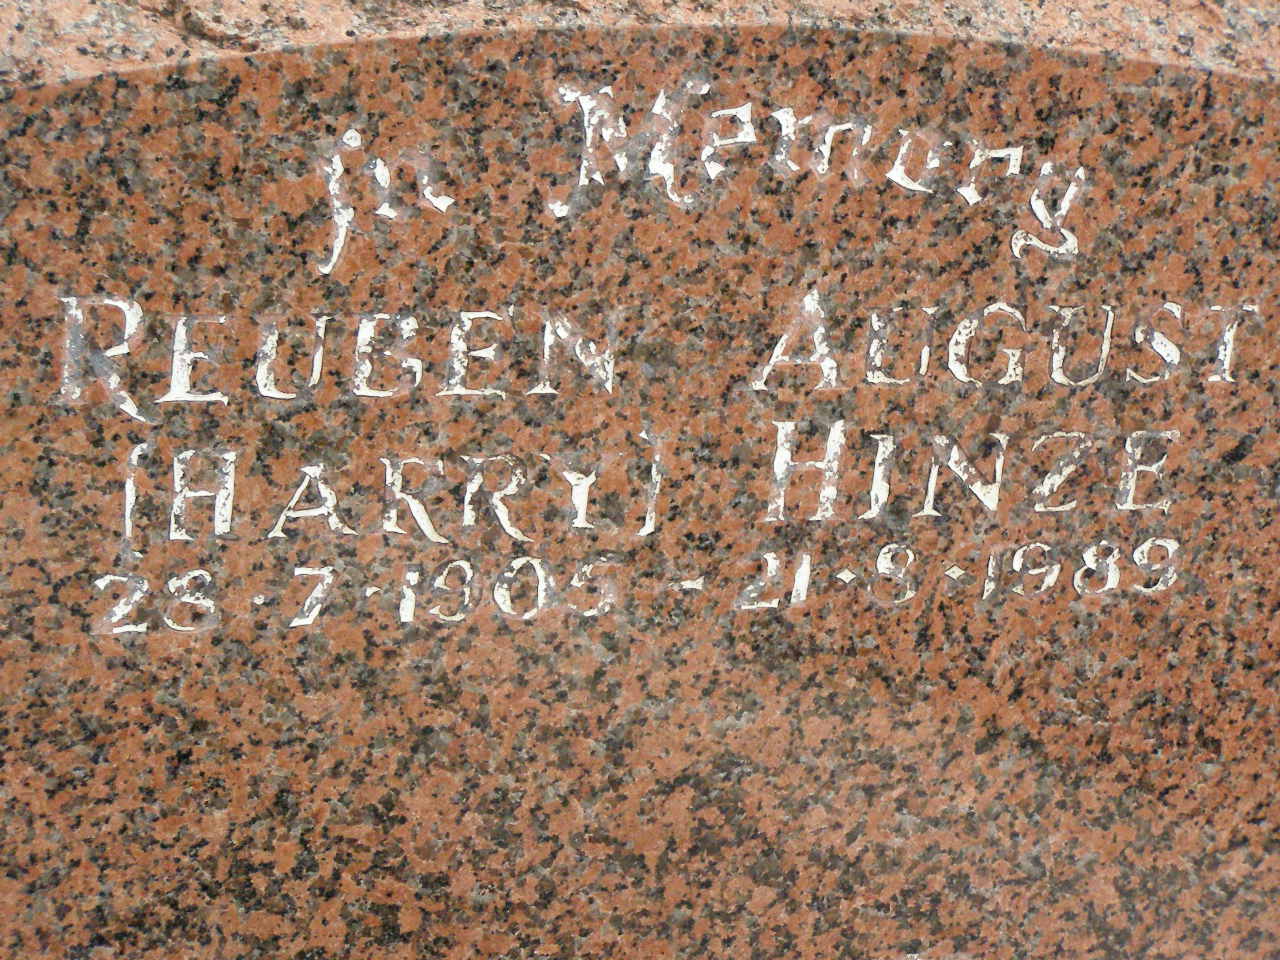 In Memory
REUBEN AUGUST
(HARRY) HINZE
28·7·1905 - 21·8·1989